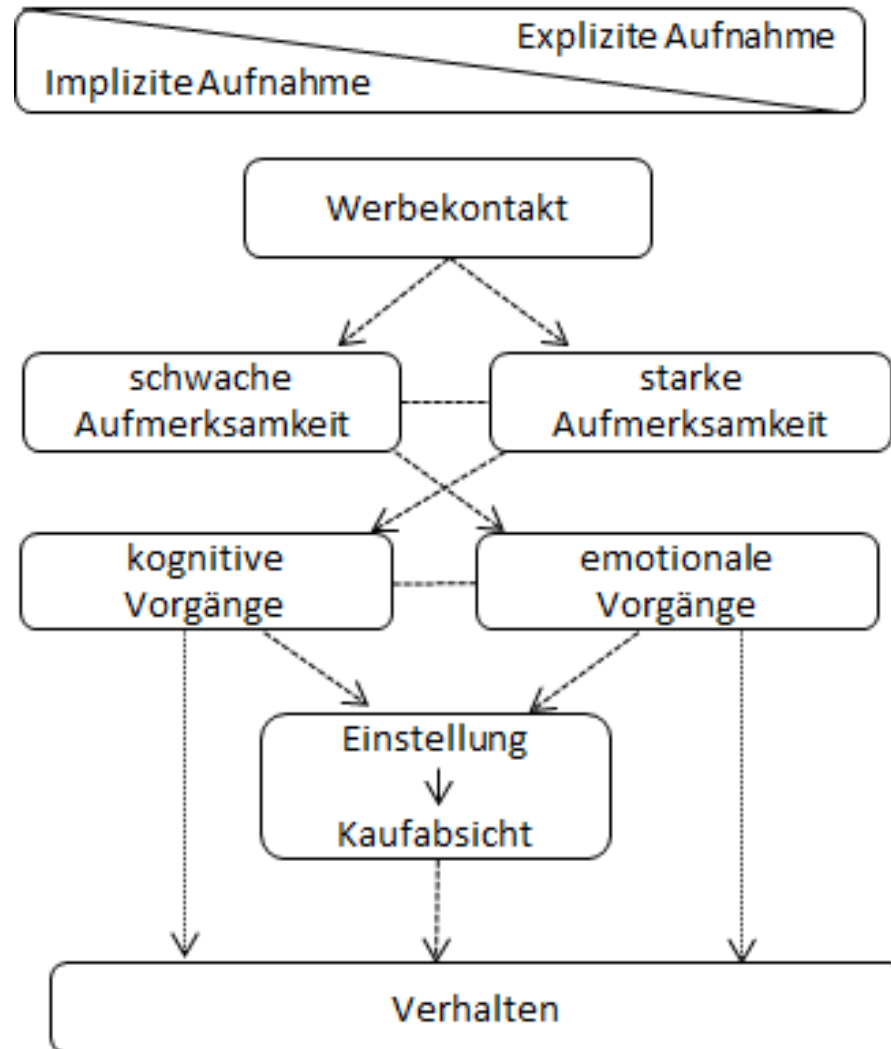 Explizite Aufnahme
Implizite Aufnahme
Werbekontakt
schwache
Aufmerksamkeit
starke
Aufmerksamkeit
kognitive
Vorgänge
emotionale
Vorgänge
Einstellung
Kaufabsicht
Verhalten